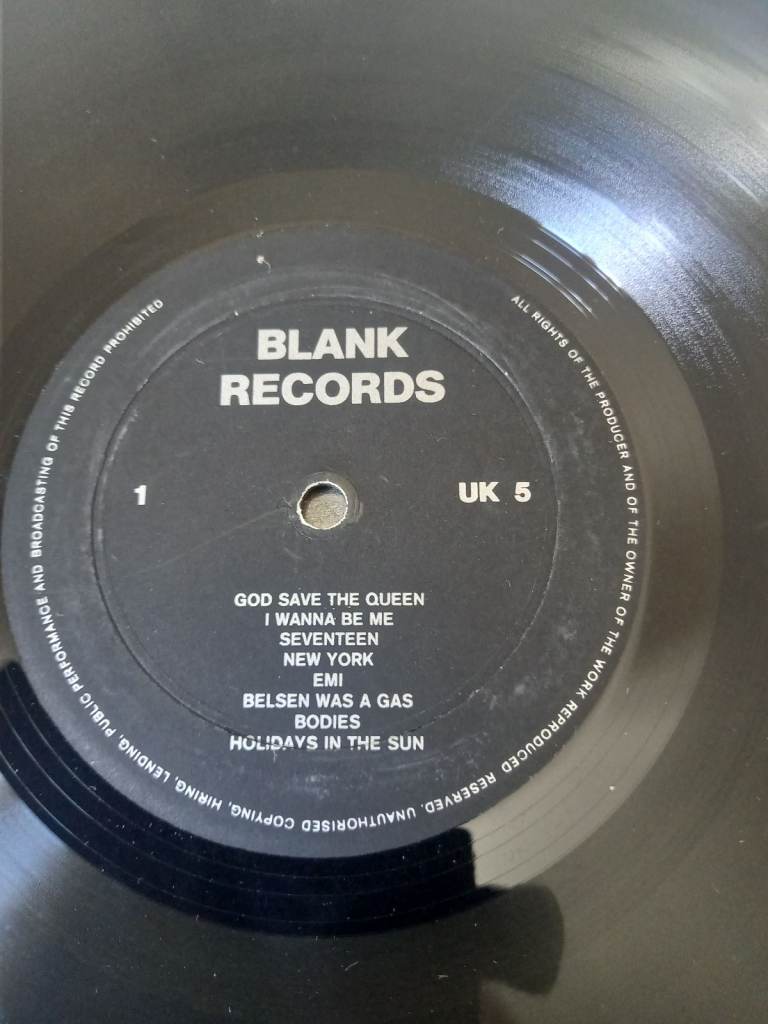 BLANK
RECORDS
1
UK 5
GOD SAVE THE QUEEN
I WANNA BE ME
SEVENTEEN
NEW YORK
EMI
BELSEN WAS A GAS
BODIES
HOLIDAYS IN THE SUN
ALL RIGHTS OF THE PRODUCER AND OF THE OWNER OF THE WORK REPRODUCED RESERVED. UNAUTHORISED COPYING, HIRING, LENDING, PUBLIC PERFORMANCE AND BROADCASTING OF THIS RECORD PROHIBITED